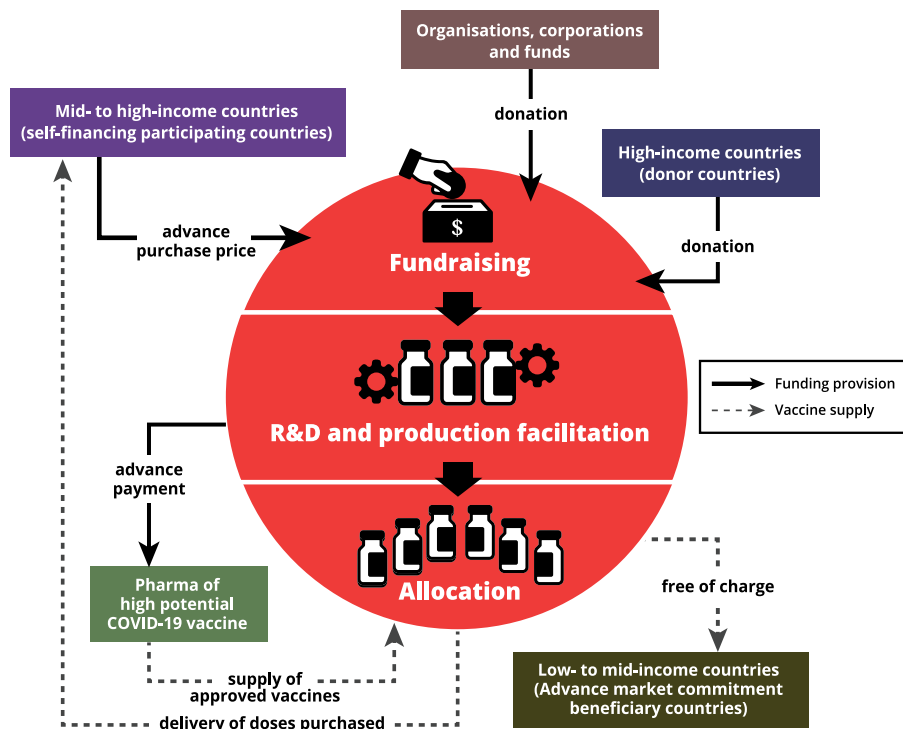 Organisations, corporations
and funds
Mid- to high-income countries
(self-financing participating countries)
donation
High-income countries
(donor countries)
advance
purchase price
$
donation
Fundraising
Funding provision
Vaccine supply
R&D and production facilitation
advance
payment
Allocation
free of charge
Pharma of
high potential
COVID-19 vaccine
Low- to mid-income countries
(Advance market commitment
beneficiary countries)
supply of
approved vaccines
delivery of doses purchased